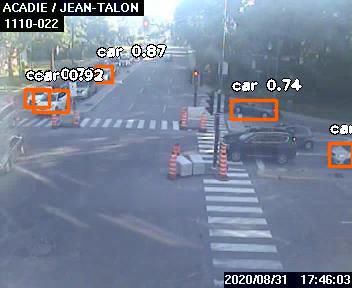 ACADIE / JEAN-TALON
1110-022
car 0.87
car 0.92
car 0.74
car
2020/08/31 17:46:03